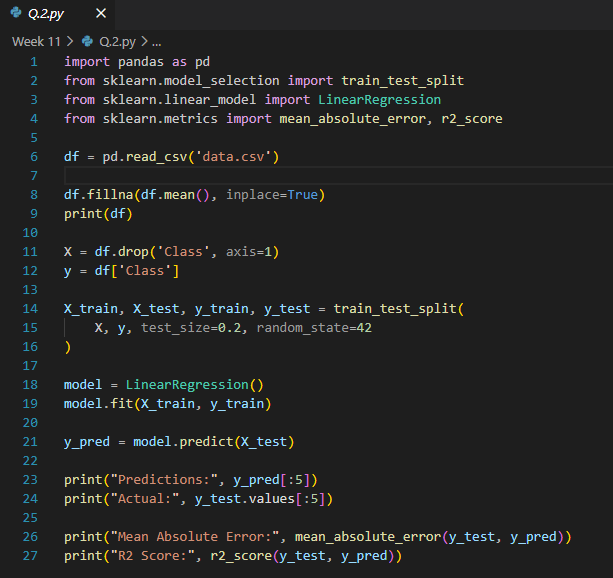 Q.2.py ×
Week 11 > Q.2.py > ...
1 import pandas as pd
2 from sklearn.model_selection import train_test_split
3 from sklearn.linear_model import LinearRegression
4 from sklearn.metrics import mean_absolute_error, r2_score
5
6 df = pd.read_csv('data.csv')
7
8 df.fillna(df.mean(), inplace=True)
9 print(df)
10
11 X = df.drop('Class', axis=1)
12 y = df['Class']
13
14 X_train, X_test, y_train, y_test = train_test_split(
15     X, y, test_size=0.2, random_state=42
16 )
17
18 model = LinearRegression()
19 model.fit(X_train, y_train)
20
21 y_pred = model.predict(X_test)
22
23 print("Predictions:", y_pred[:5])
24 print("Actual:", y_test.values[:5])
25
26 print("Mean Absolute Error:", mean_absolute_error(y_test, y_pred))
27 print("R2 Score:", r2_score(y_test, y_pred))